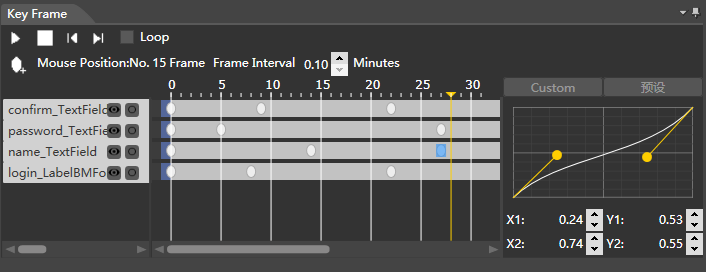 Key Frame
Loop
Mouse Position:No. 15 Frame Frame Interval 0.10 Minutes
0 5 10 15 20 25 30
Custom 预设
confirm_TextField
password_TextFie
name_TextField
login_LabelBMFo
X1: 0.24 Y1: 0.53
X2: 0.74 Y2: 0.55